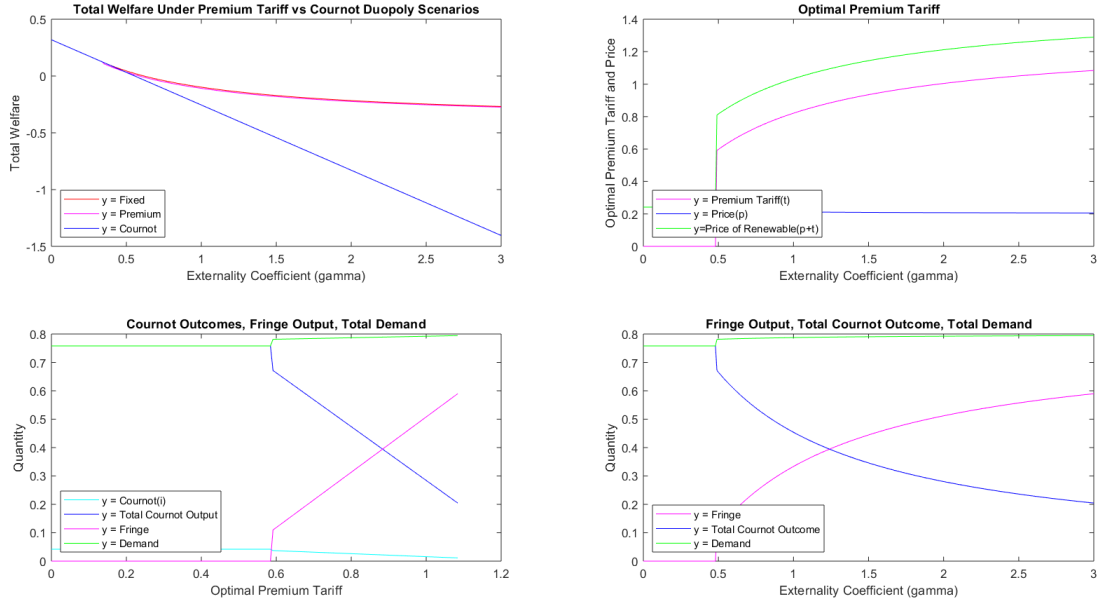 Total Welfare Under Premium Tariff vs Cournot Duopoly Scenarios
0.5
0
-0.5
-1
-1.5
Total Welfare
y = Fixed
y = Premium
y = Cournot
0
0.5
1
1.5
2
2.5
3
Externality Coefficient (gamma)
Optimal Premium Tariff
1.4
1.2
1
0.8
0.6
0.4
0.2
0
Optimal Premium Tariff and Price
y = Premium Tariff(t)
y = Price(p)
y=Price of Renewable(p+t)
0
0.5
1
1.5
2
2.5
3
Externality Coefficient (gamma)
Cournot Outcomes, Fringe Output, Total Demand
0.8
0.7
0.6
0.5
0.4
0.3
0.2
0.1
0
Quantity
y = Cournot(i)
y = Total Cournot Output
y = Fringe
y = Demand
0
0.2
0.4
0.6
0.8
1
1.2
Optimal Premium Tariff
Fringe Output, Total Cournot Outcome, Total Demand
0.8
0.7
0.6
0.5
0.4
0.3
0.2
0.1
0
Quantity
y = Fringe
y = Total Cournot Outcome
y = Demand
0
0.5
1
1.5
2
2.5
3
Externality Coefficient (gamma)